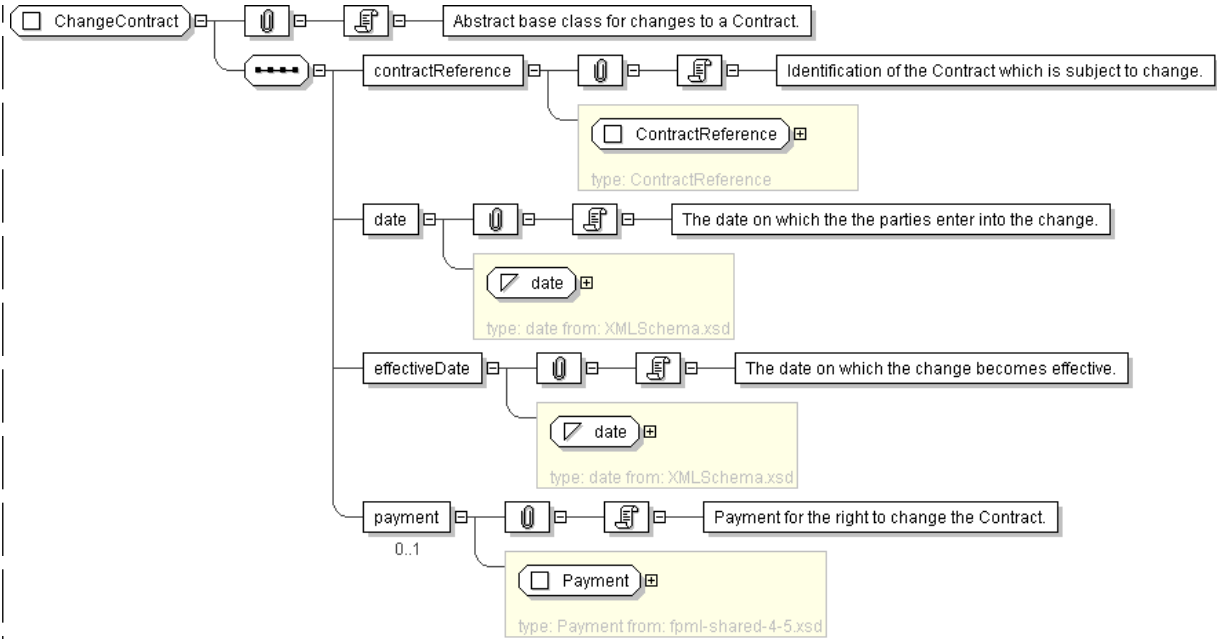 ChangeContract
Abstract base class for changes to a Contract.
contractReference
Identification of the Contract which is subject to change.
ContractReference
type: ContractReference
date
The date on which the the parties enter into the change.
date
type: date from: XMLSchema.xsd
effectiveDate
The date on which the change becomes effective.
date
type: date from: XMLSchema.xsd
payment
Payment for the right to change the Contract.
0..1
Payment
type: Payment from: fpml-shared-4-5.xsd